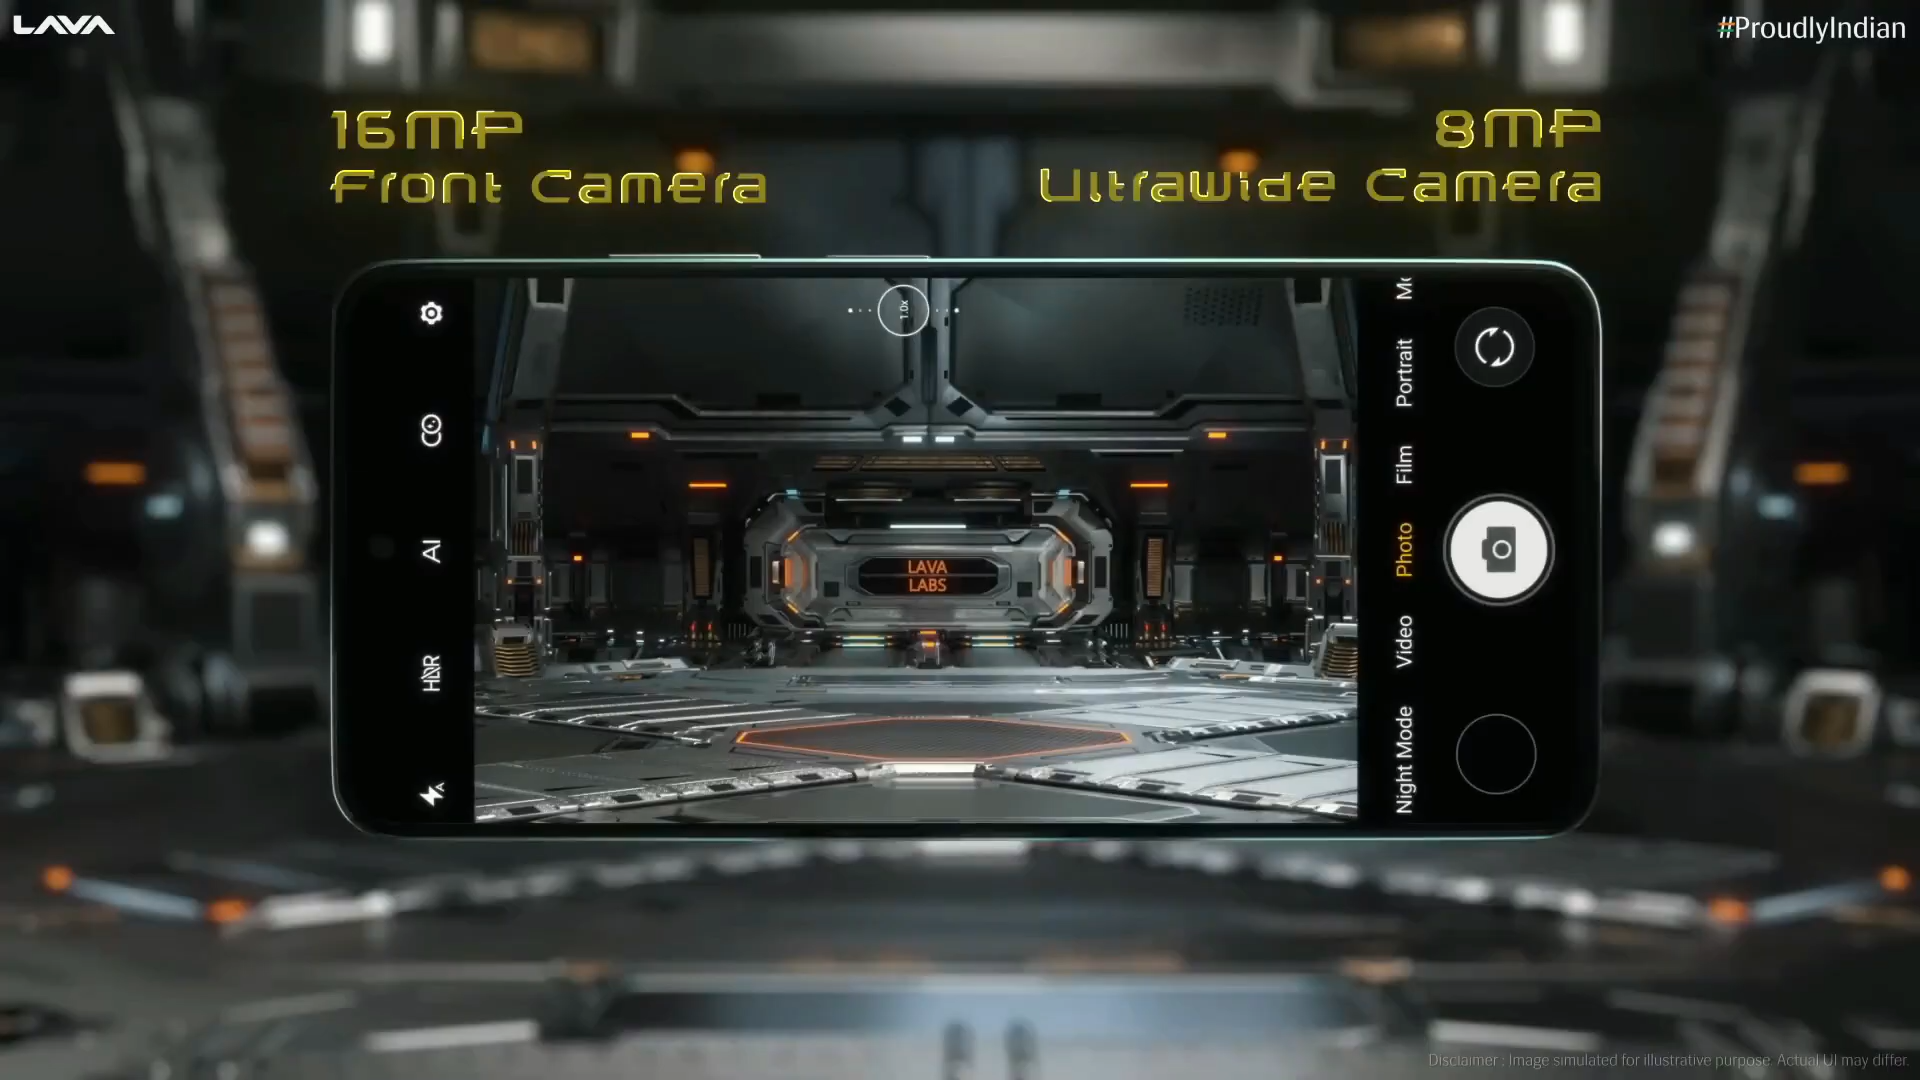 LAVA
#ProudlyIndian
16MP
Front Camera
8MP
Ultrawide Camera
1.0x
AI
HDR
A
LAVA
LABS
Portrait
Film
Photo
Video
Night Mode
Disclaimer : Image simulated for illustrative purpose. Actual UI may differ.